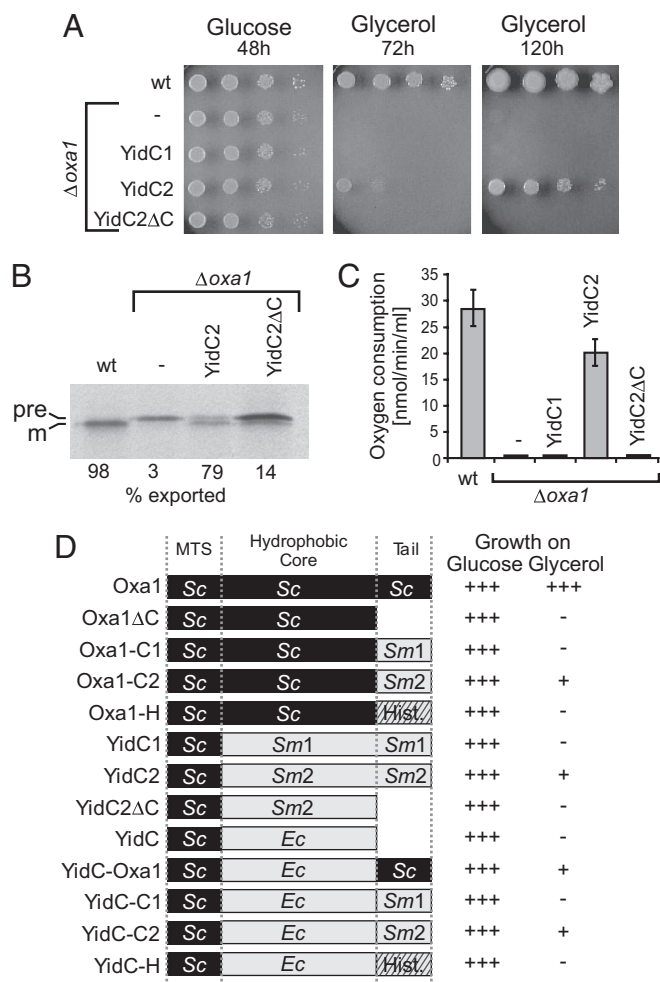 A
Glucose
48h
Glycerol
72h
Glycerol
120h
wt
-
YidC1
YidC2
YidC2ΔC
Δoxa1
B
Δoxa1
wt
-
YidC2
YidC2ΔC
pre
m
98 3 79 14
% exported
C
Oxygen consumption
[nmol/min/ml]
35
30
25
20
15
10
5
0
wt
-
YidC1
YidC2
YidC2ΔC
Δoxa1
D
MTS
Hydrophobic
Core
Tail
Growth on
Glucose Glycerol
Oxa1 Sc Sc Sc +++ +++
Oxa1ΔC Sc Sc +++ -
Oxa1-C1 Sc Sc Sm1 +++ -
Oxa1-C2 Sc Sc Sm2 +++ +
Oxa1-H Sc Sc Hist. +++ -
YidC1 Sc Sm1 Sm1 +++ -
YidC2 Sc Sm2 Sm2 +++ +
YidC2ΔC Sc Sm2 +++ -
YidC Sc Ec +++ -
YidC-Oxa1 Sc Ec Sc +++ +
YidC-C1 Sc Ec Sm1 +++ -
YidC-C2 Sc Ec Sm2 +++ +
YidC-H Sc Ec Hist. +++ -